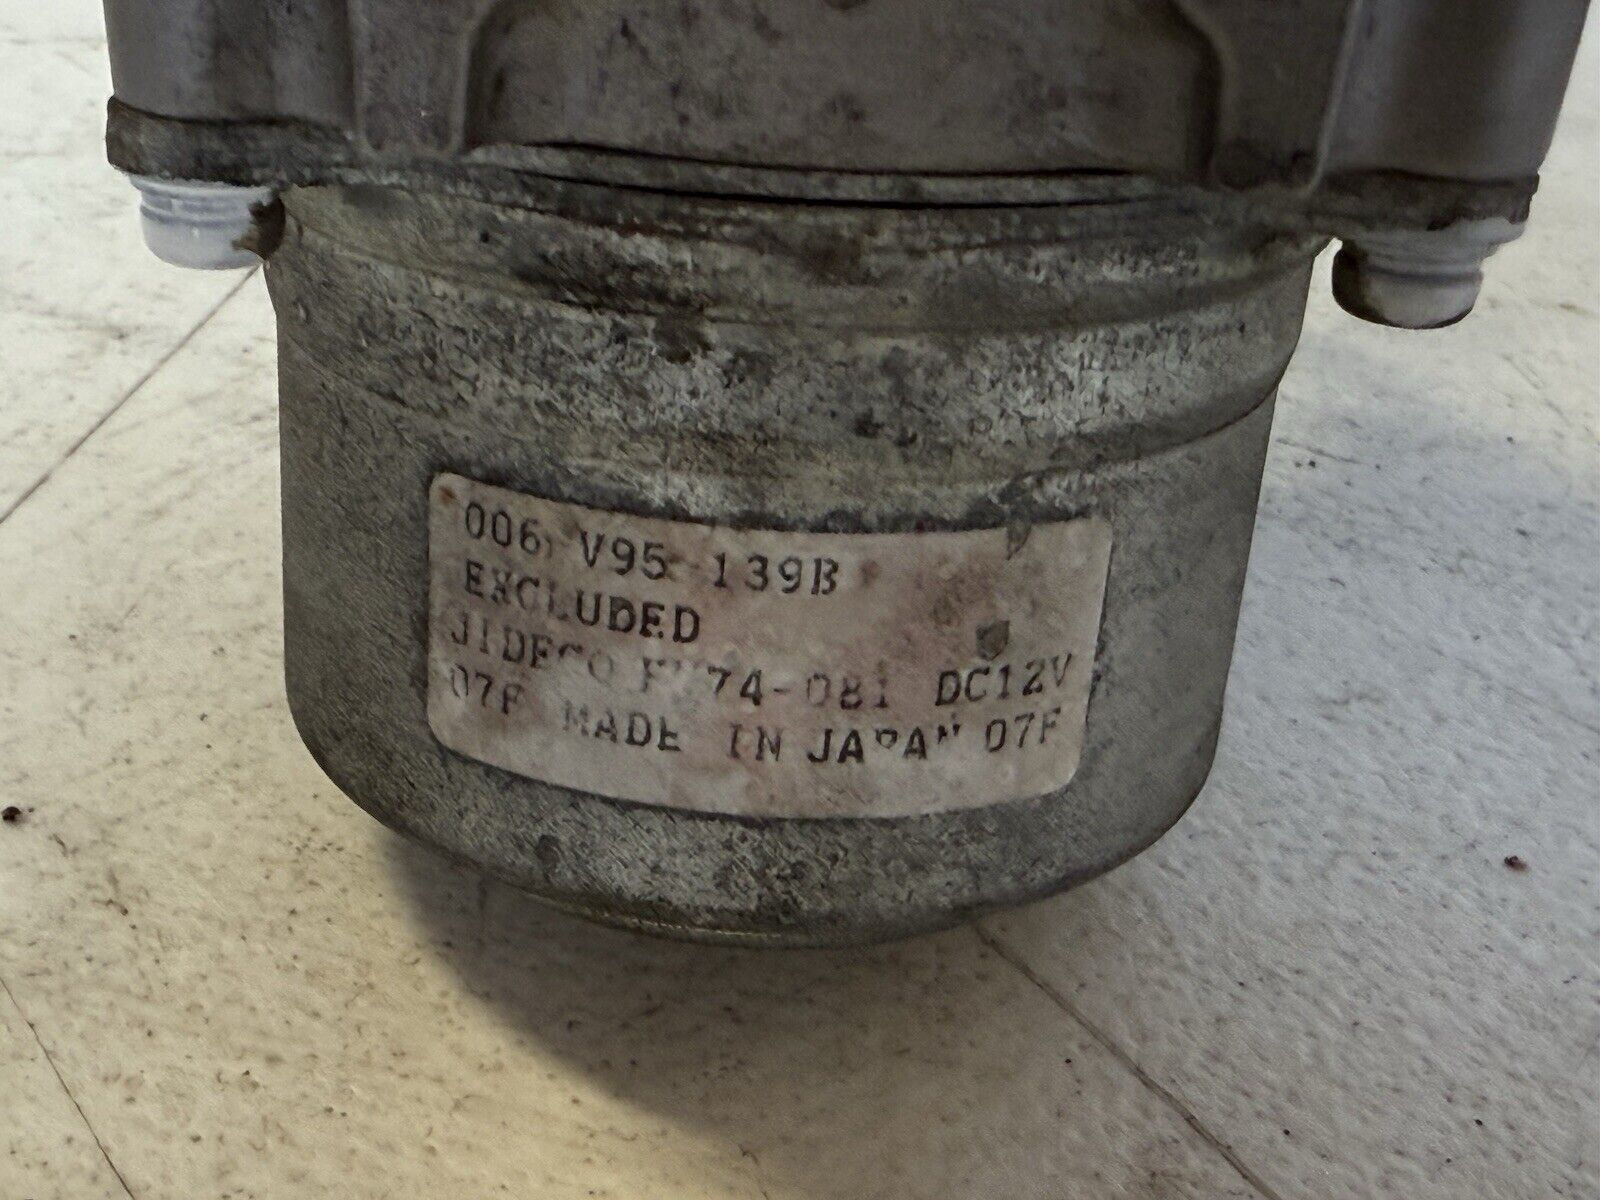 006 V95 139B
EXCLUDED
JIDECO 74-081 DC12V
07F MADE IN JAPAN 07F